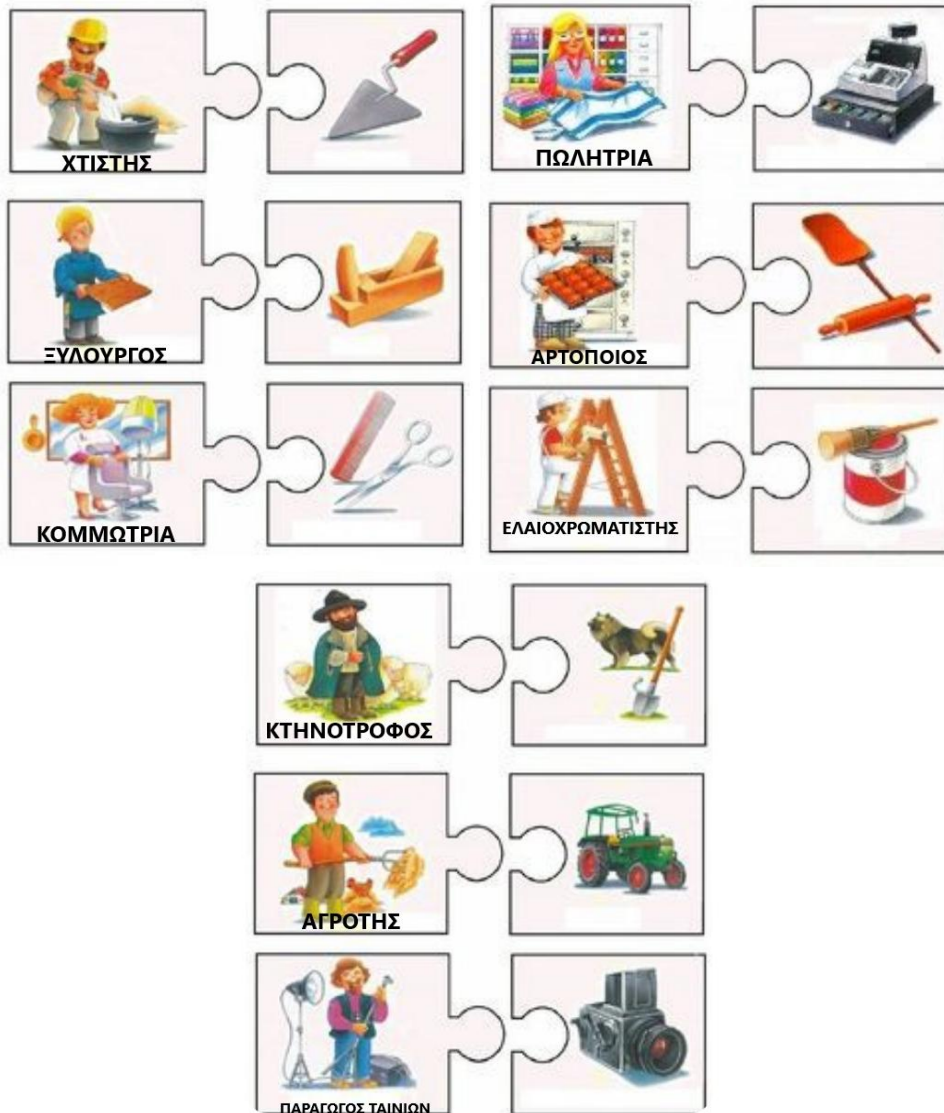 ΧΤΙΣΤΗΣ
ΠΩΛΗΤΡΙΑ
ΞΥΛΟΥΡΓΟΣ
ΑΡΤΟΠΟΙΟΣ
ΚΟΜΜΩΤΡΙΑ
ΕΛΑΙΟΧΡΩΜΑΤΙΣΤΗΣ
ΚΤΗΝΟΤΡΟΦΟΣ
ΑΓΡΟΤΗΣ
ΠΑΡΑΓΩΓΟΣ ΤΑΙΝΙΩΝ